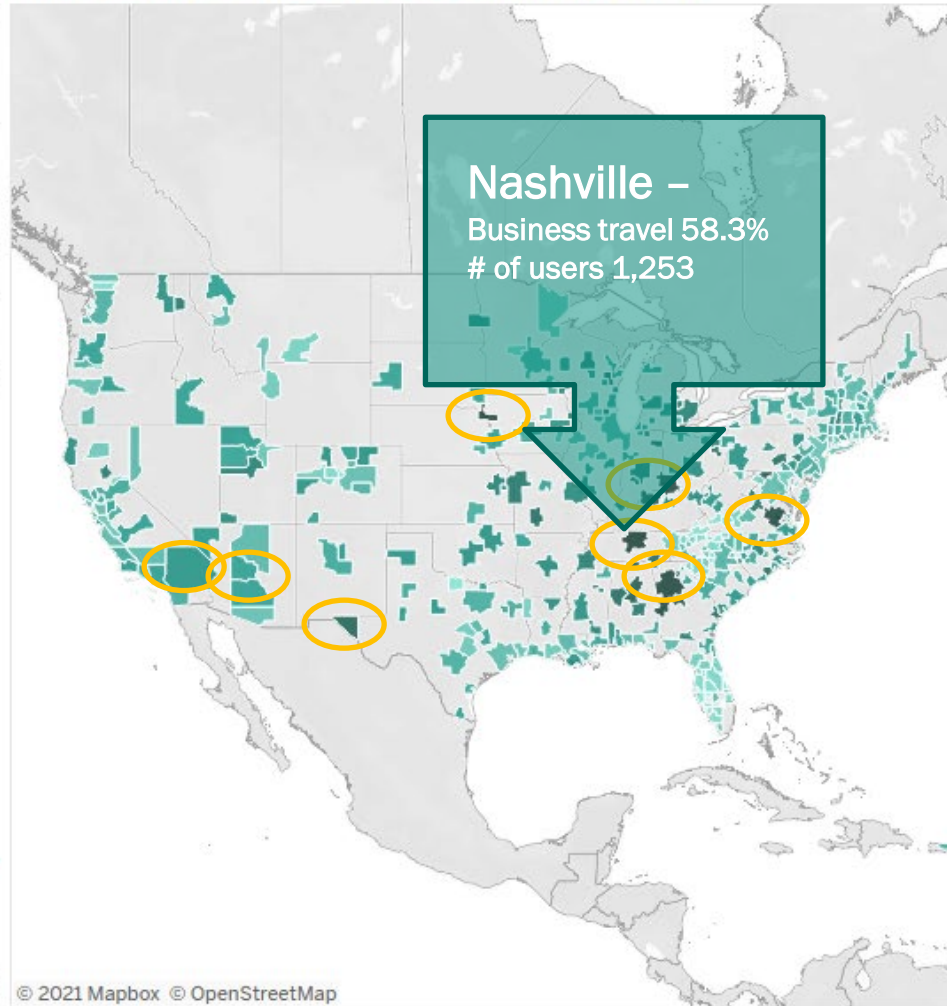 Nashville –
Business travel 58.3%
# of users 1,253
© 2021 Mapbox © OpenStreetMap